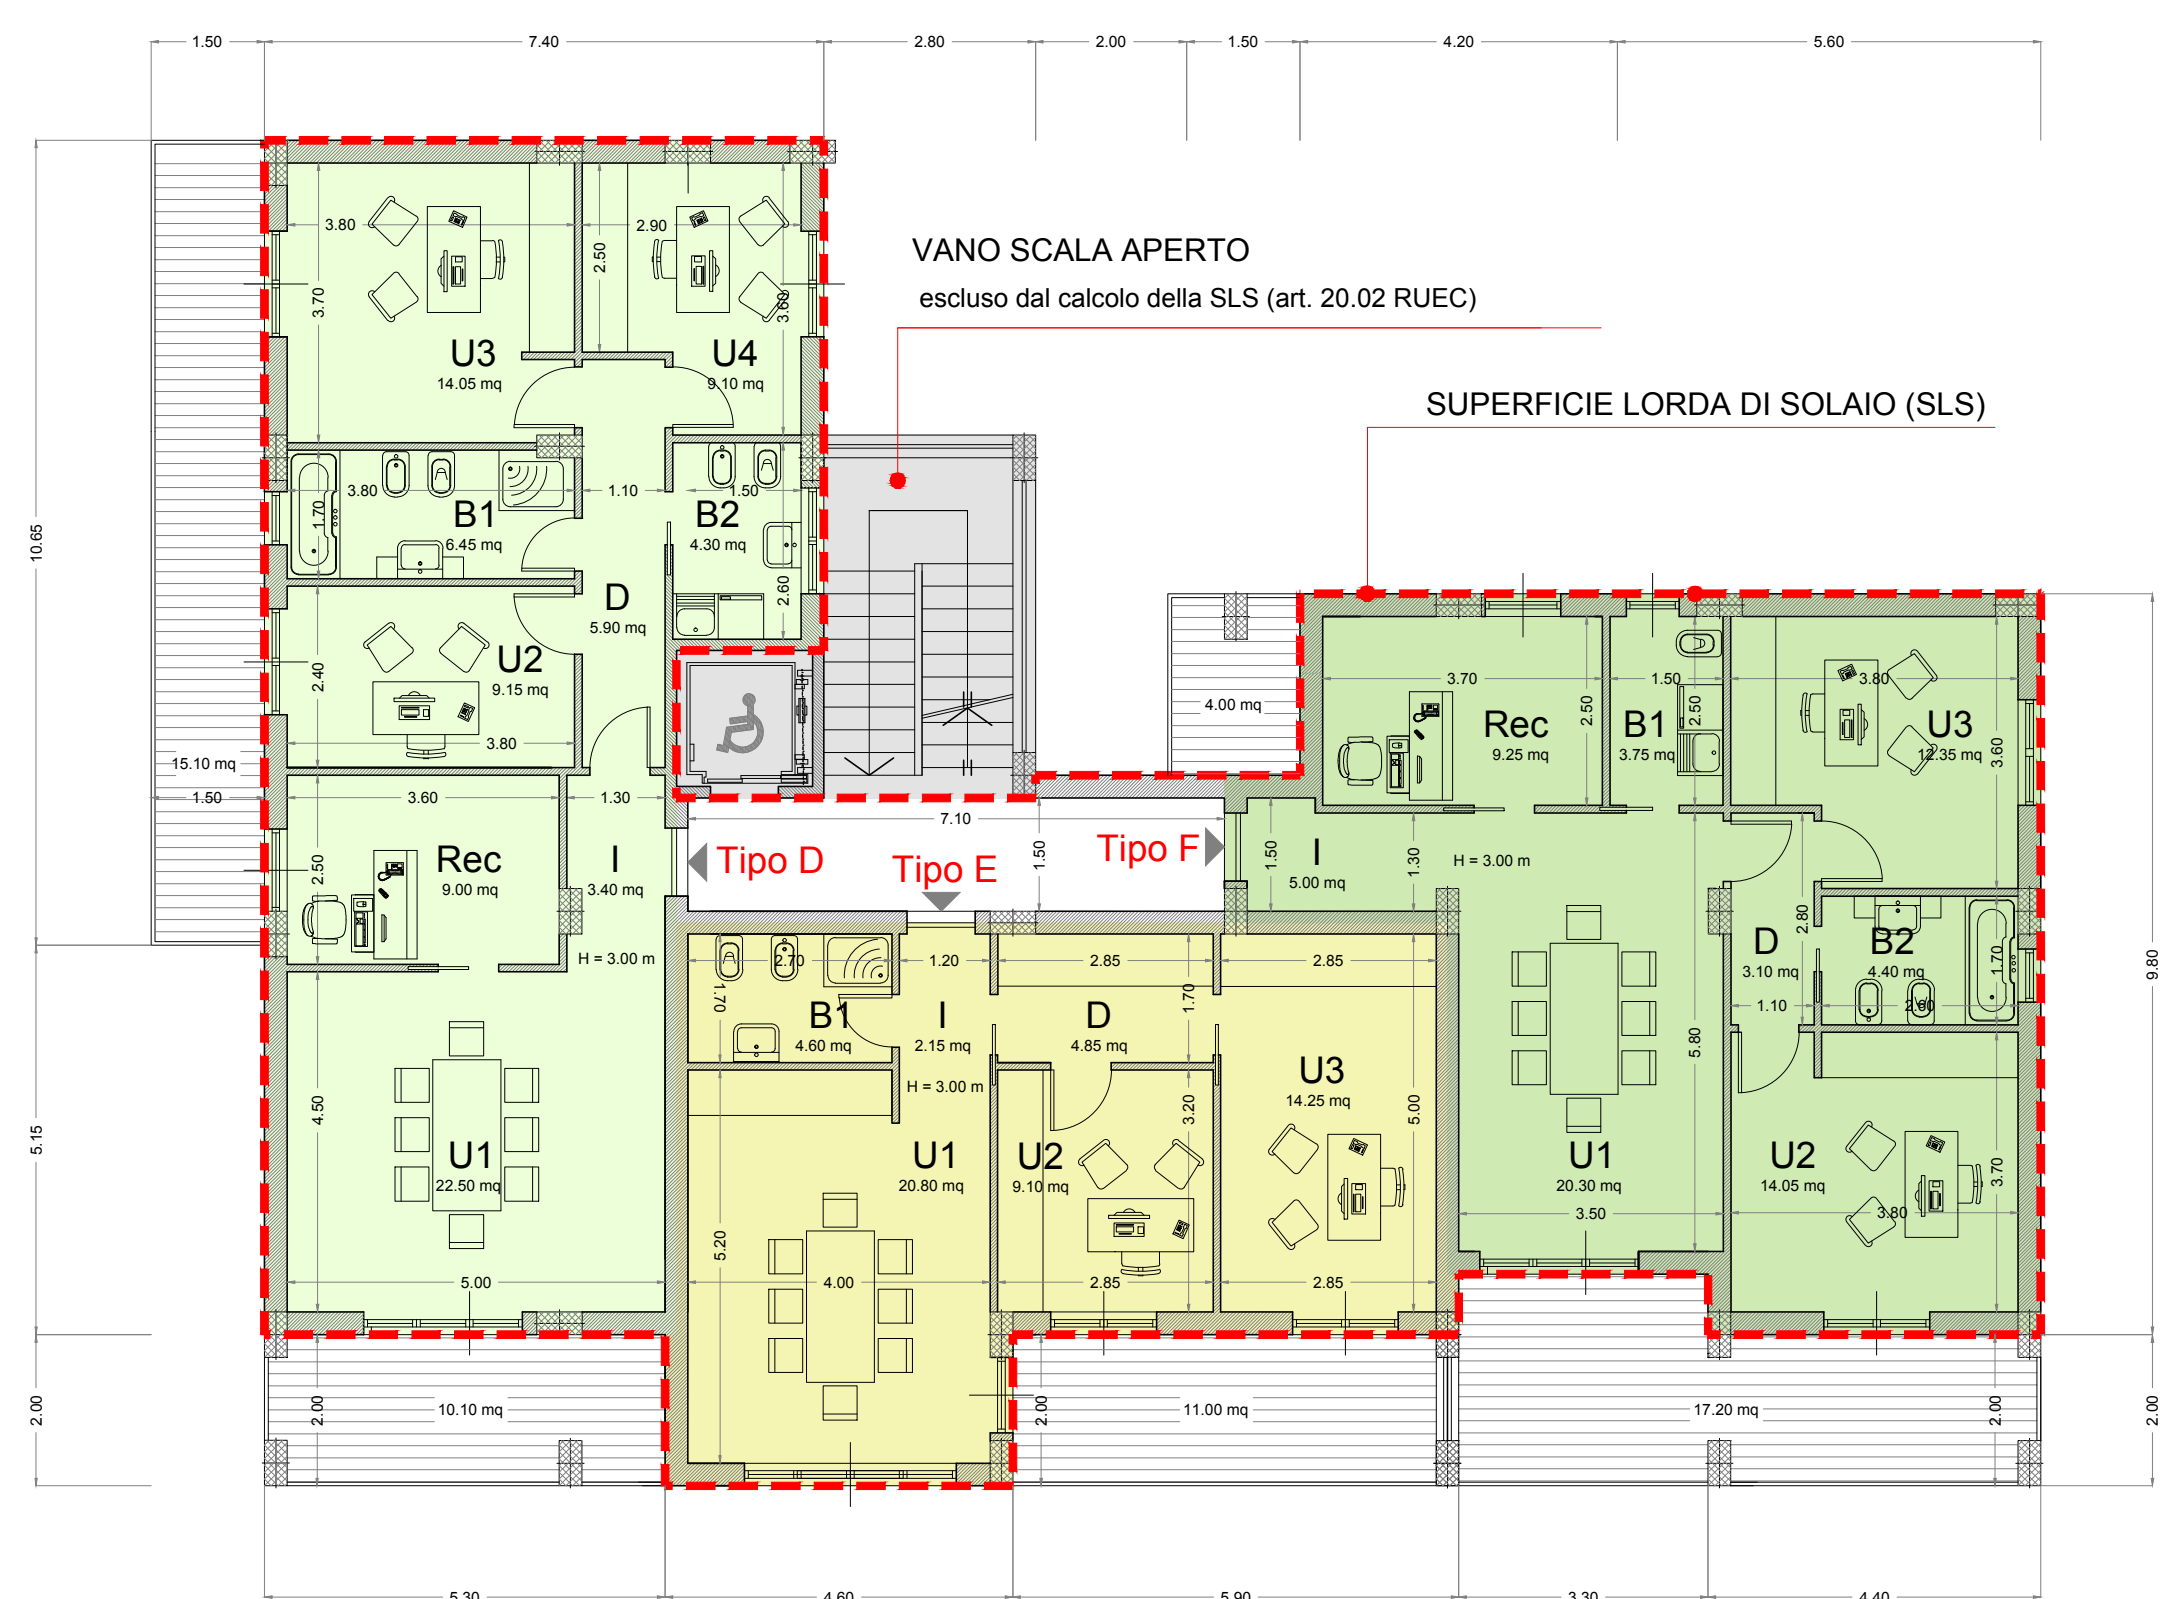 1.50 7.40 2.80 2.00 1.50 4.20 5.60
VANO SCALA APERTO
escluso dal calcolo della SLS (art. 20.02 RUEC)
SUPERFICIE LORDA DI SOLAIO (SLS)
10.65
5.15
2.00
3.80
3.70
U3
14.05 mq
2.90
2.50
3.60
U4
9.10 mq
3.80
1.70
B1
6.45 mq
1.10
1.50
B2
4.30 mq
2.60
D
5.90 mq
2.40
U2
9.15 mq
3.80
15.10 mq
1.50
3.60
2.50
Rec
9.00 mq
1.30
I
3.40 mq
H = 3.00 m
4.50
U1
22.50 mq
5.00
10.10 mq
2.00
7.10
1.50
Tipo D
Tipo E
Tipo F
2.70
1.70
B1
4.60 mq
1.20
I
2.15 mq
H = 3.00 m
2.85
1.70
D
4.85 mq
2.85
U3
14.25 mq
5.00
2.85
U1
20.80 mq
5.20
4.00
U2
9.10 mq
3.20
2.85
2.00
11.00 mq
4.00 mq
3.70
2.50
Rec
9.25 mq
1.50
2.50
B1
3.75 mq
3.80
U3
12.35 mq
3.60
1.50
I
5.00 mq
1.30
H = 3.00 m
2.80
D
3.10 mq
1.10
B2
4.40 mq
1.70
2.60
5.80
U1
20.30 mq
3.50
U2
14.05 mq
3.70
3.80
17.20 mq
2.00
9.80
2.00
5.30 4.60 5.90 3.30 4.40